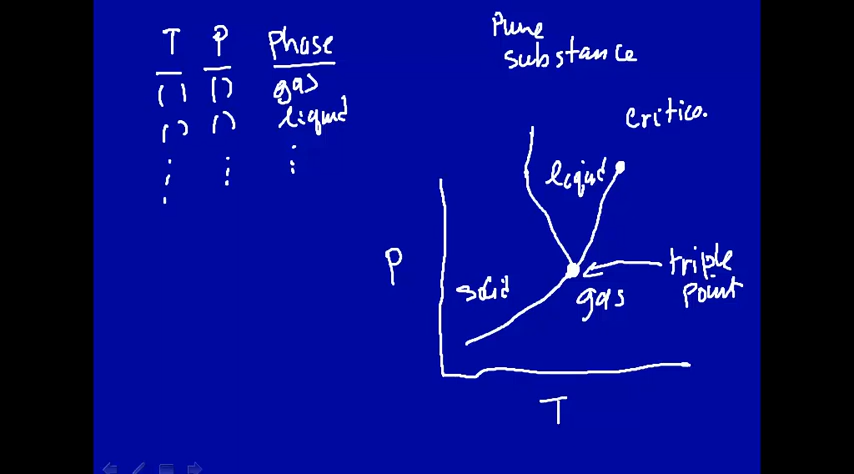 T P Phase
( ) ( ) gas
( ) ( ) liquid
⋮ ⋮ ⋮
Pure
substance
critica
liquid
P
solid
gas
triple
point
T